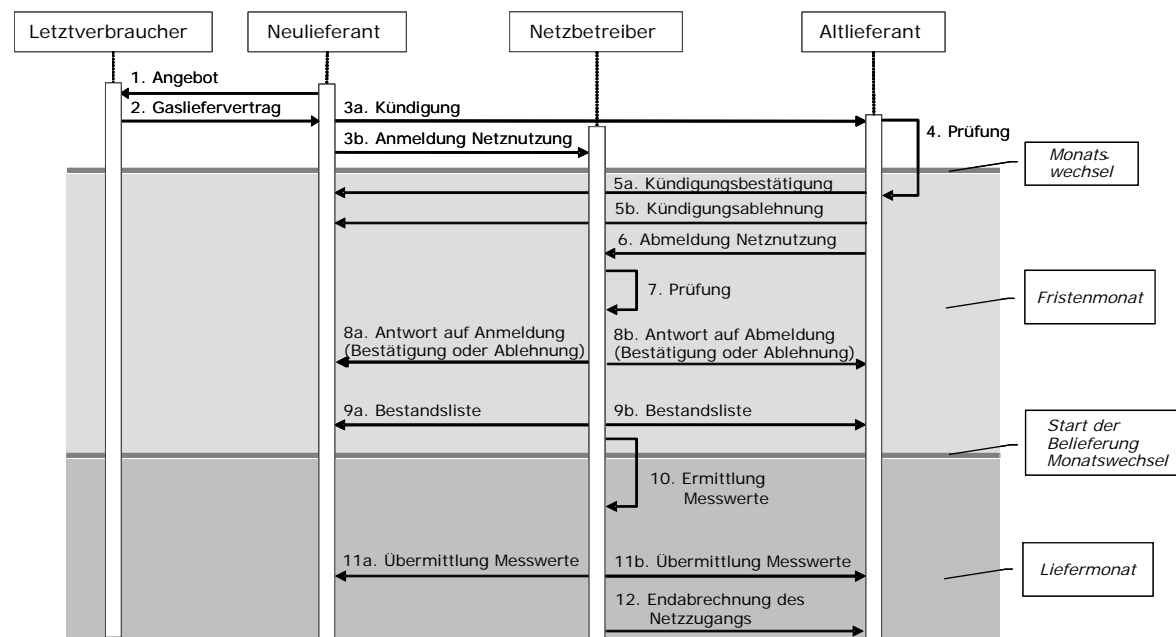 Letztverbraucher
Neulieferant
Netzbetreiber
Altlieferant
1. Angebot
2. Gasliefervertrag
3a. Kündigung
4. Prüfung
3b. Anmeldung Netznutzung
Monats-
wechsel
5a. Kündigungsbestätigung
5b. Kündigungsablehnung
6. Abmeldung Netznutzung
7. Prüfung
Fristenmonat
8a. Antwort auf Anmeldung
(Bestätigung oder Ablehnung)
8b. Antwort auf Abmeldung
(Bestätigung oder Ablehnung)
9a. Bestandsliste
9b. Bestandsliste
Start der
Belieferung
Monatswechsel
10. Ermittlung
Messwerte
11a. Übermittlung Messwerte
11b. Übermittlung Messwerte
Liefermonat
12. Endabrechnung des
Netzzugangs